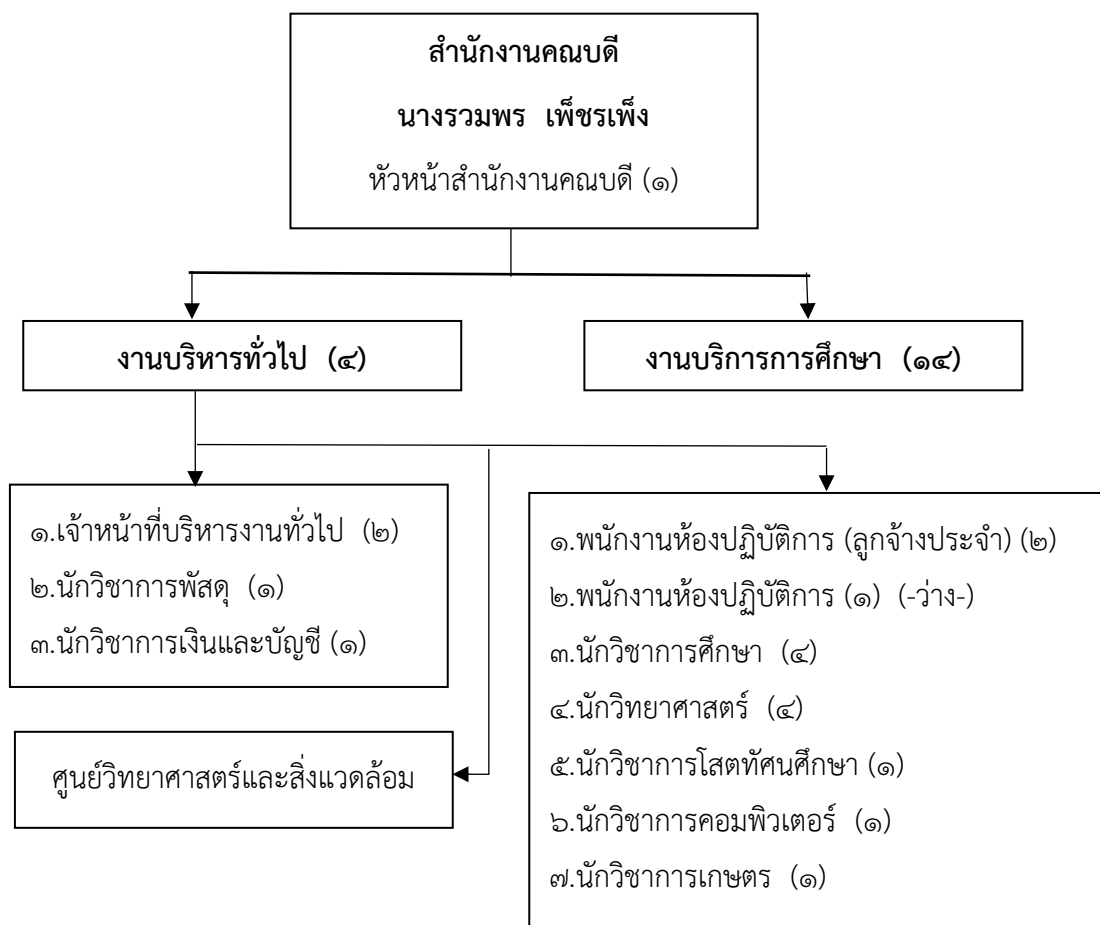 สำนักงานคณบดี
นางรวมพร เพ็ชรเพ็ง
หัวหน้าสำนักงานคณบดี (๑)
งานบริหารทั่วไป (๔)
งานบริการการศึกษา (๑๔)
๑.เจ้าหน้าที่บริหารงานทั่วไป (๒)
๒.นักวิชาการพัสดุ (๑)
๓.นักวิชาการเงินและบัญชี (๑)
ศูนย์วิทยาศาสตร์และสิ่งแวดล้อม
๑.พนักงานห้องปฏิบัติการ (ลูกจ้างประจำ) (๒)
๒.พนักงานห้องปฏิบัติการ (๑) (-ว่าง-)
๓.นักวิชาการศึกษา (๔)
๔.นักวิทยาศาสตร์ (๔)
๕.นักวิชาการโสตทัศนศึกษา (๑)
๖.นักวิชาการคอมพิวเตอร์ (๑)
๗.นักวิชาการเกษตร (๑)